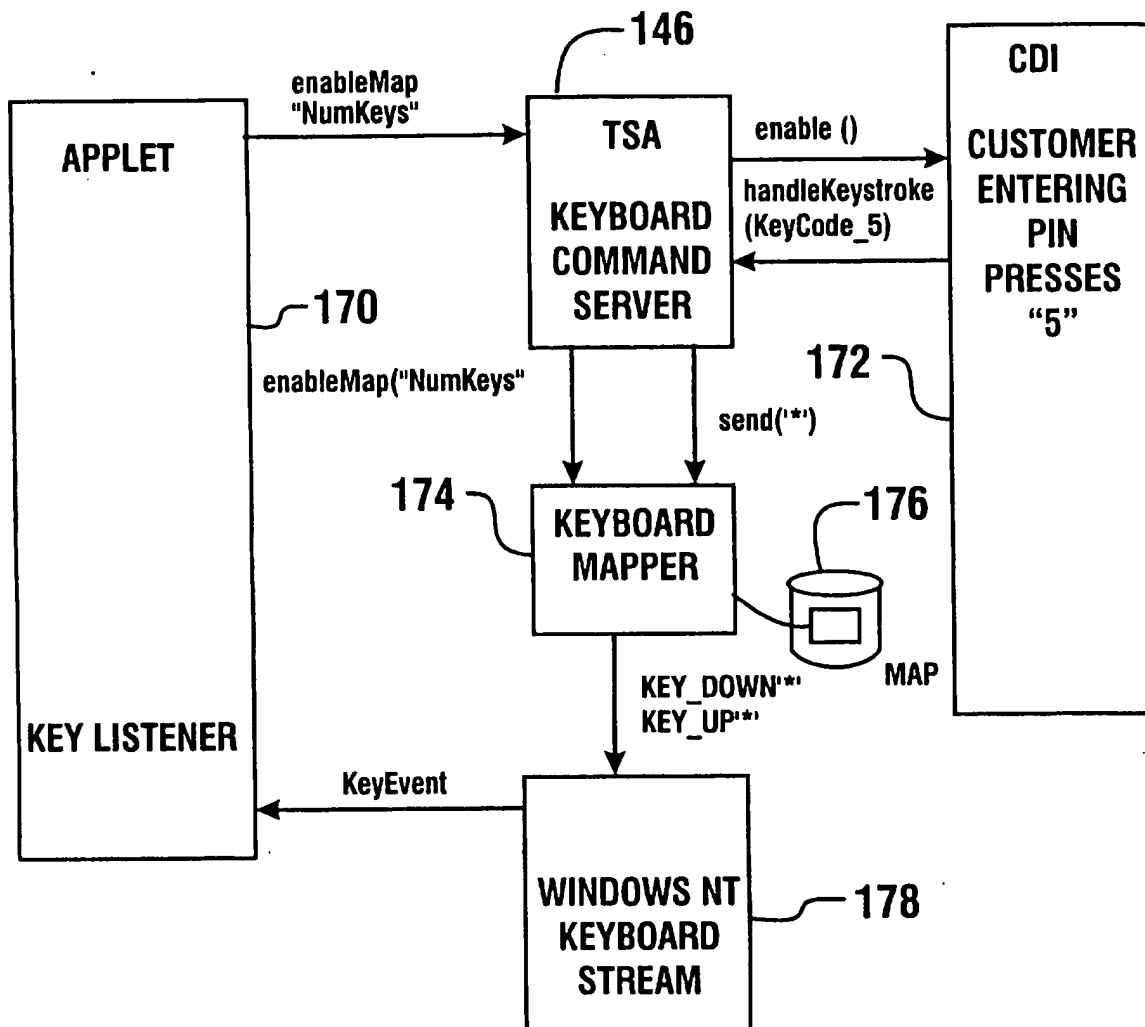 146
CDI
enableMap
"NumKeys"
APPLET
TSA
enable ()
CUSTOMER
ENTERING
PIN
PRESSES
“5”
KEYBOARD
COMMAND
SERVER
handleKeystroke
(KeyCode_5)
170
172
enableMap("NumKeys"
send('*')
174
KEYBOARD
MAPPER
176
MAP
KEY_DOWN'*'
KEY_UP'*'
KEY LISTENER
KeyEvent
WINDOWS NT
KEYBOARD
STREAM
178